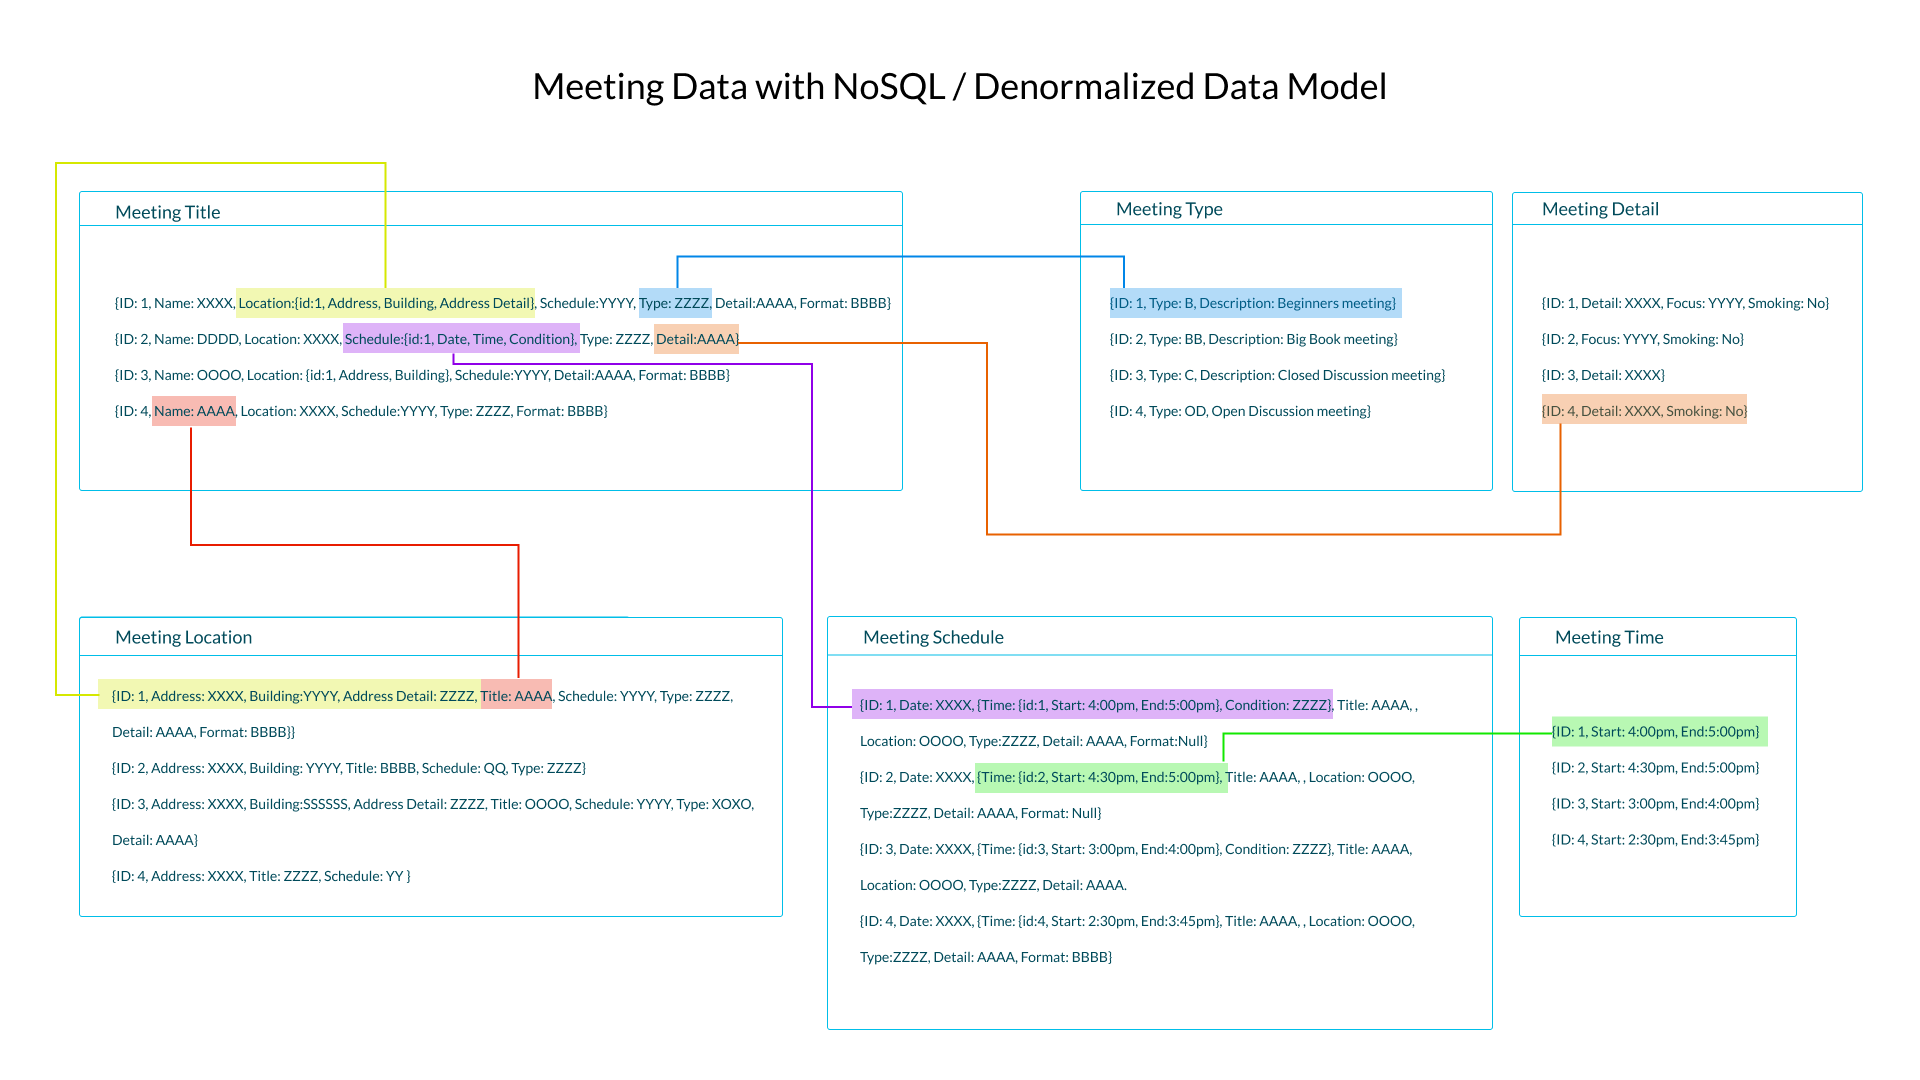 Meeting Data with NoSQL / Denormalized Data Model
Meeting Title
{ID: 1, Name: XXXX, Location:{id:1, Address, Building, Address Detail}, Schedule:YYYY, Type: ZZZZ, Detail:AAAA, Format: BBBB}
{ID: 2, Name: DDDD, Location: XXXX, Schedule:{id:1, Date, Time, Condition}, Type: ZZZZ, Detail:AAAA}
{ID: 3, Name: OOOO, Location: {id:1, Address, Building}, Schedule:YYYY, Detail:AAAA, Format: BBBB}
{ID: 4, Name: AAAA, Location: XXXX, Schedule:YYYY, Type: ZZZZ, Format: BBBB}
Meeting Type
{ID: 1, Type: B, Description: Beginners meeting}
{ID: 2, Type: BB, Description: Big Book meeting}
{ID: 3, Type: C, Description: Closed Discussion meeting}
{ID: 4, Type: OD, Open Discussion meeting}
Meeting Detail
{ID: 1, Detail: XXXX, Focus: YYYY, Smoking: No}
{ID: 2, Focus: YYYY, Smoking: No}
{ID: 3, Detail: XXXX}
{ID: 4, Detail: XXXX, Smoking: No}
Meeting Location
{ID: 1, Address: XXXX, Building:YYYY, Address Detail: ZZZZ, Title: AAAA, Schedule: YYYY, Type: ZZZZ,
Detail: AAAA, Format: BBBB}}
{ID: 2, Address: XXXX, Building: YYYY, Title: BBBB, Schedule: QQ, Type: ZZZZ}
{ID: 3, Address: XXXX, Building:SSSSSS, Address Detail: ZZZZ, Title: OOOO, Schedule: YYYY, Type: XOXO,
Detail: AAAA}
{ID: 4, Address: XXXX, Title: ZZZZ, Schedule: YY }
Meeting Schedule
{ID: 1, Date: XXXX, {Time: {id:1, Start: 4:00pm, End:5:00pm}, Condition: ZZZZ}, Title: AAAA, ,
Location: OOOO, Type:ZZZZ, Detail: AAAA, Format:Null}
{ID: 2, Date: XXXX, {Time: {id:2, Start: 4:30pm, End:5:00pm}, Title: AAAA, , Location: OOOO,
Type:ZZZZ, Detail: AAAA, Format: Null}
{ID: 3, Date: XXXX, {Time: {id:3, Start: 3:00pm, End:4:00pm}, Condition: ZZZZ}, Title: AAAA,
Location: OOOO, Type:ZZZZ, Detail: AAAA.
{ID: 4, Date: XXXX, {Time: {id:4, Start: 2:30pm, End:3:45pm}, Title: AAAA, , Location: OOOO,
Type:ZZZZ, Detail: AAAA, Format: BBBB}
Meeting Time
{ID: 1, Start: 4:00pm, End:5:00pm}
{ID: 2, Start: 4:30pm, End:5:00pm}
{ID: 3, Start: 3:00pm, End:4:00pm}
{ID: 4, Start: 2:30pm, End:3:45pm}